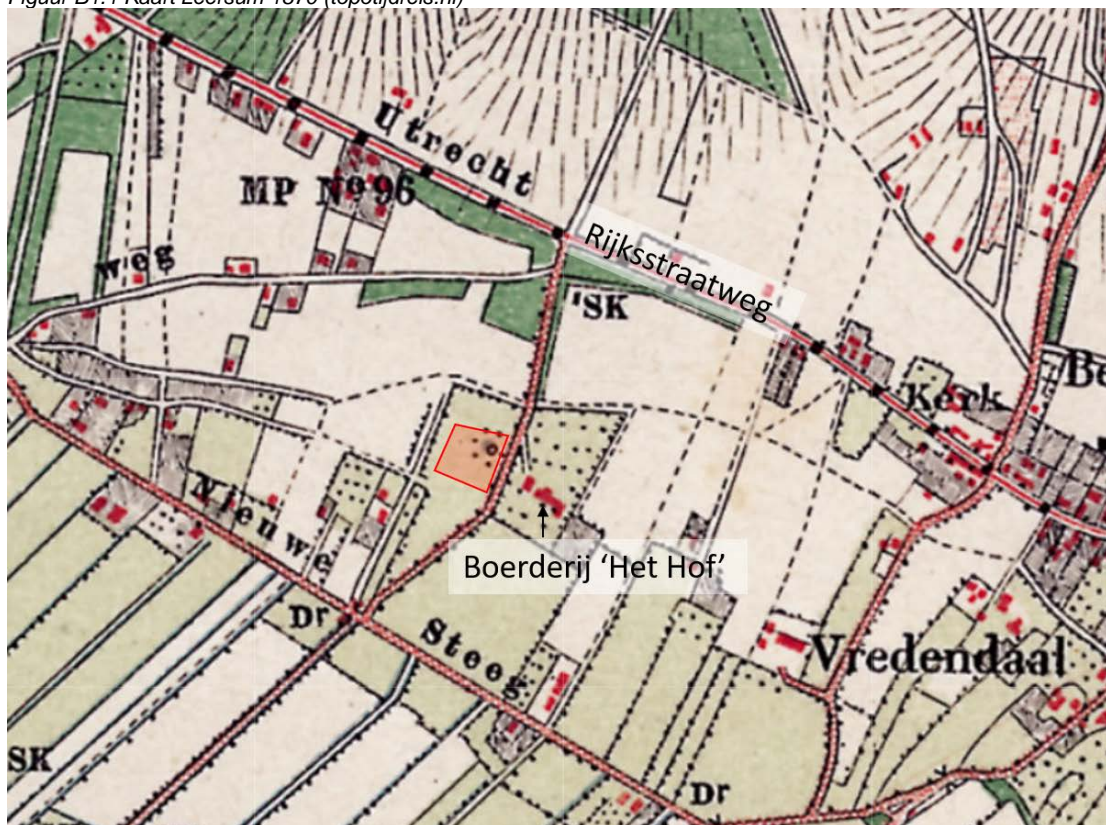 Figuur B1.1 Kaart Leersum 1870 (topotijdreis.nl)
Utrecht
MP No 96
Rijksstraatweg
weg
'SK
Be
Kerk
Nieuwe
Boerderij ‘Het Hof’
Dr
Steeg
Vredendaal
SK
Dr